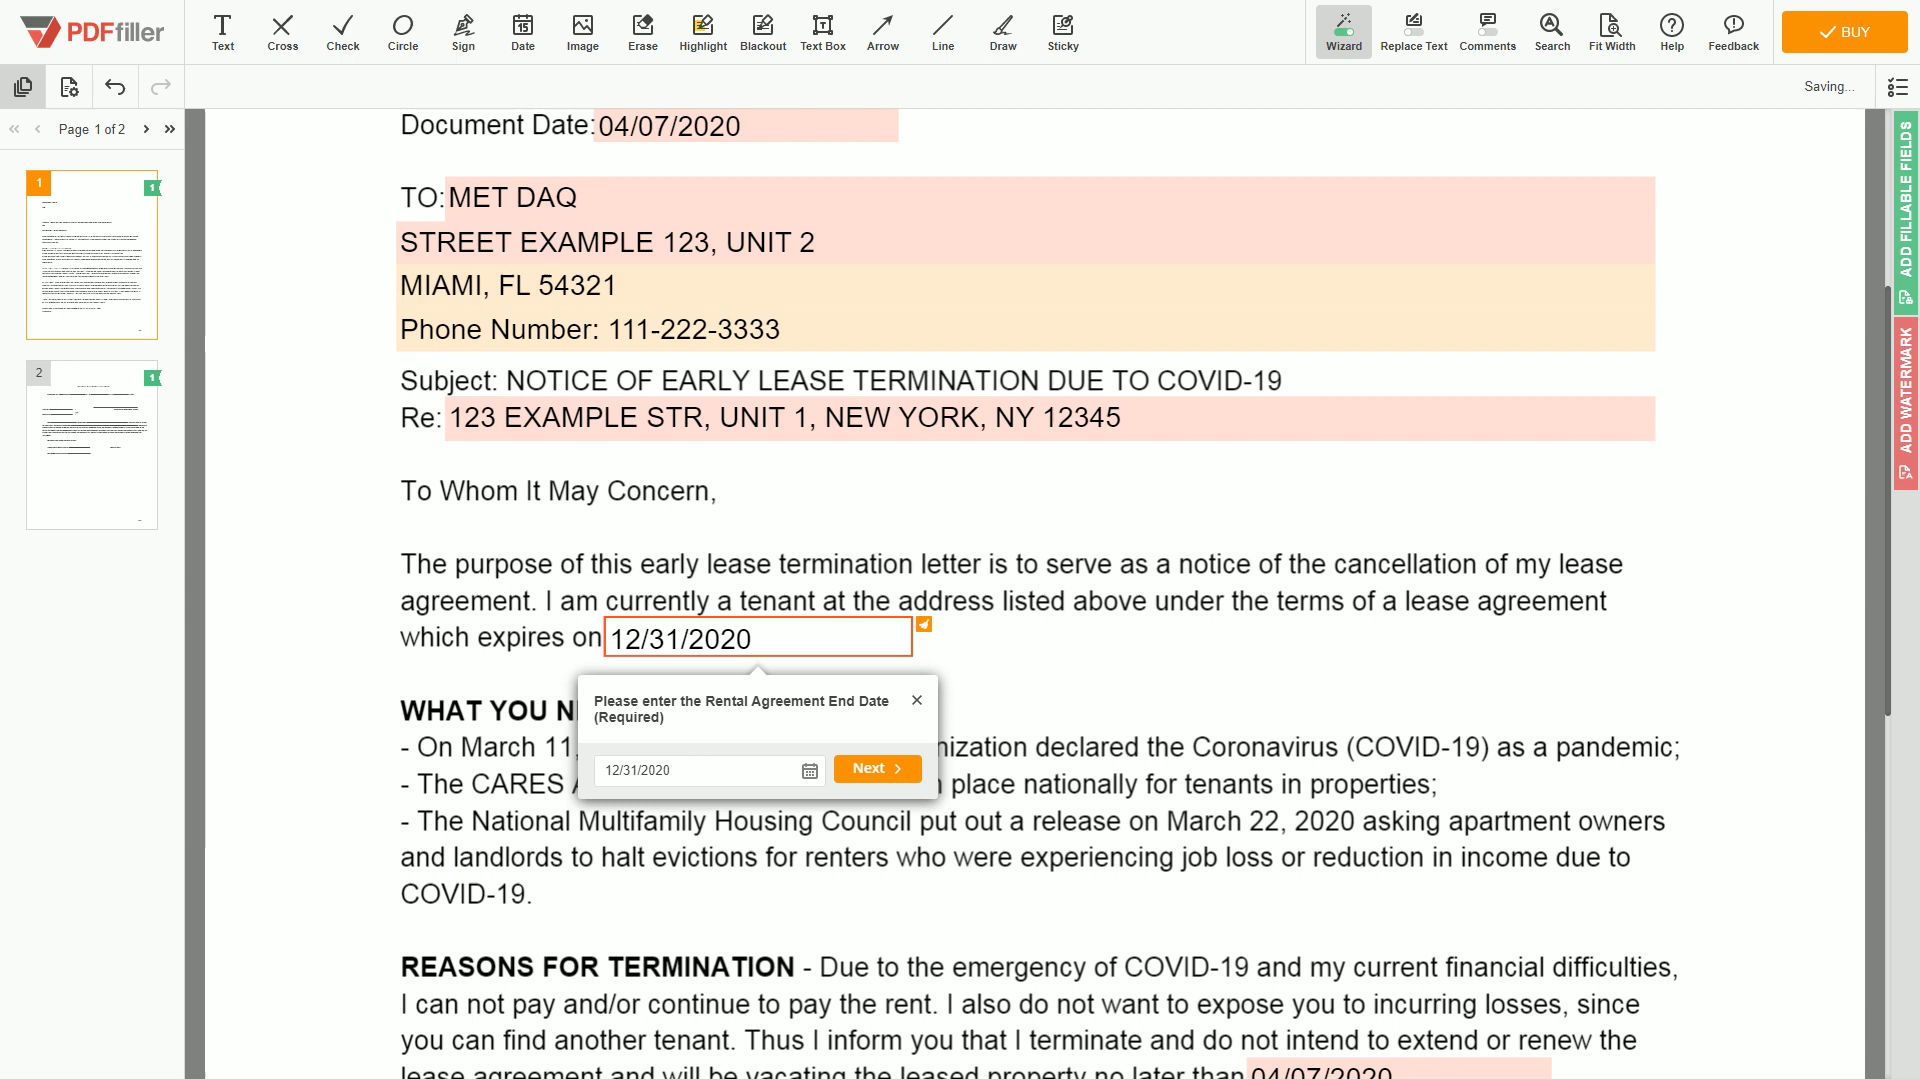 PDFfiller
Text
Cross
Check
Circle
Sign
Date
Image
Erase
Highlight
Blackout
Text Box
Arrow
Line
Draw
Sticky
Wizard
Replace Text
Comments
Search
Fit Width
Help
Feedback
BUY
Saving...
Page 1 of 2
1
1
2
1
ADD FILLABLE FIELDS
ADD WATERMARK
Document Date: 04/07/2020
TO: MET DAQ
STREET EXAMPLE 123, UNIT 2
MIAMI, FL 54321
Phone Number: 111-222-3333
Subject: NOTICE OF EARLY LEASE TERMINATION DUE TO COVID-19
Re: 123 EXAMPLE STR, UNIT 1, NEW YORK, NY 12345
To Whom It May Concern,
The purpose of this early lease termination letter is to serve as a notice of the cancellation of my lease
agreement. I am currently a tenant at the address listed above under the terms of a lease agreement
which expires on 12/31/2020
Please enter the Rental Agreement End Date
(Required)
12/31/2020
Next
WHAT YOU N
- On March 11, nization declared the Coronavirus (COVID-19) as a pandemic;
- The CARES place nationally for tenants in properties;
- The National Multifamily Housing Council put out a release on March 22, 2020 asking apartment owners
and landlords to halt evictions for renters who were experiencing job loss or reduction in income due to
COVID-19.
REASONS FOR TERMINATION - Due to the emergency of COVID-19 and my current financial difficulties,
I can not pay and/or continue to pay the rent. I also do not want to expose you to incurring losses, since
you can find another tenant. Thus I inform you that I terminate and do not intend to extend or renew the
lease agreement and will be vacating the leased property no later than 04/07/2020